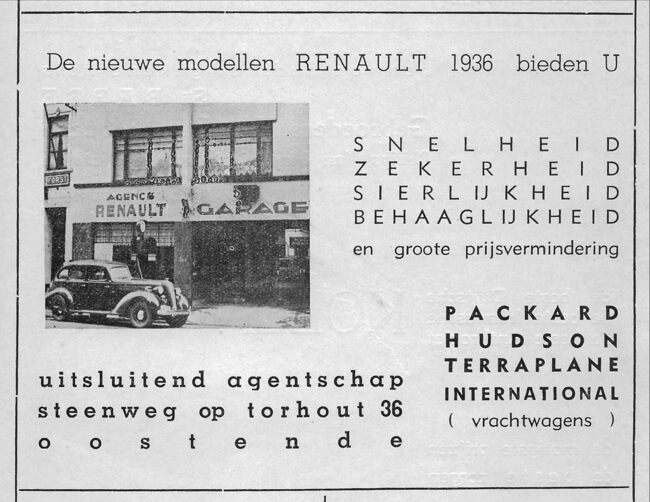 De nieuwe modellen RENAULT 1936 bieden U
AGENCE
RENAULT
GARAGE
SNELHEID
ZEKERHEID
SIERLIJKHEID
BEHAAGLIJKHEID
en groote prijsvermindering
PACKARD
HUDSON
TERRAPLANE
INTERNATIONAL
( vrachtwagens )
uitsluitend agentschap
steenweg op torhout 36
oostende